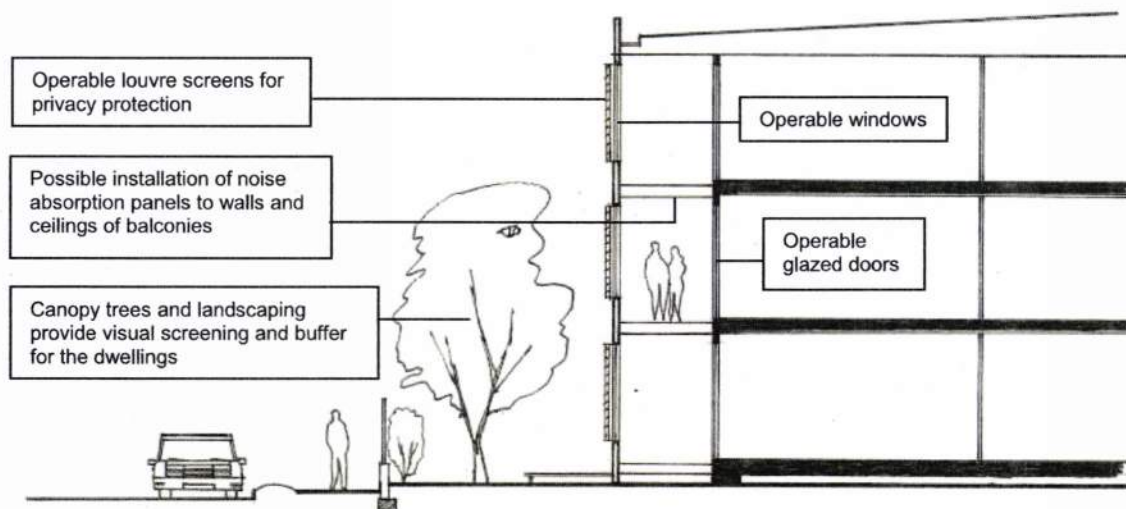 Operable louvre screens for
privacy protection
Operable windows
Possible installation of noise
absorption panels to walls and
ceilings of balconies
Operable
glazed doors
Canopy trees and landscaping
provide visual screening and buffer
for the dwellings